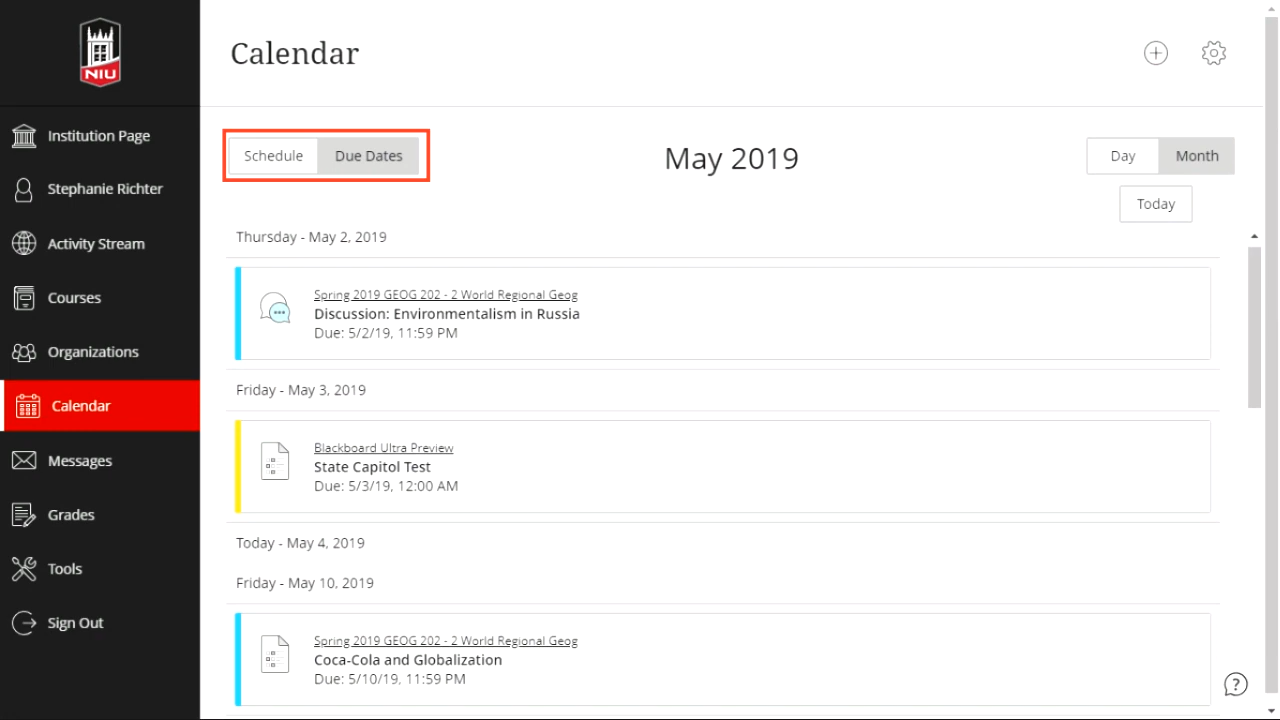 NIU
Institution Page
Stephanie Richter
Activity Stream
Courses
Organizations
Calendar
Messages
Grades
Tools
Sign Out
Calendar
Schedule
Due Dates
May 2019
Day
Month
Today
Thursday - May 2, 2019
Spring 2019 GEOG 202 - 2 World Regional Geog
Discussion: Environmentalism in Russia
Due: 5/2/19, 11:59 PM
Friday - May 3, 2019
Blackboard Ultra Preview
State Capitol Test
Due: 5/3/19, 12:00 AM
Today - May 4, 2019
Friday - May 10, 2019
Spring 2019 GEOG 202 - 2 World Regional Geog
Coca-Cola and Globalization
Due: 5/10/19, 11:59 PM